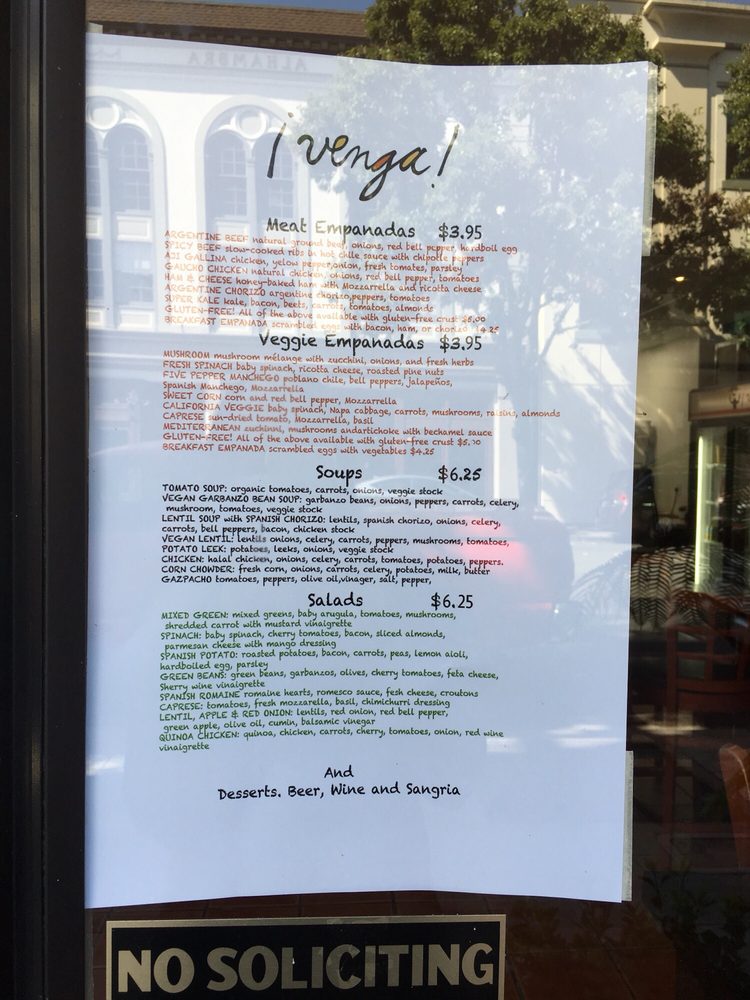 ALHAMBRA
¡venga!
Meat Empanadas $3.95
ARGENTINE BEEF natural ground beef, onions, red bell pepper, hardboil egg
SPICY BEEF slow-cooked ribs in hot chile sauce with chipotle peppers
AJI GALLINA chicken, yelow pepper,onion, fresh tomates, parsley
GAUCHO CHICKEN natural chicken, onions, red bell pepper, tomatoes
HAM & CHEESE honey-baked ham with Mozzarrella and ricotta cheese
ARGENTINE CHORIZO argentine chorizo,peppers, tomatoes
SUPER KALE kale, bacon, beets, carrots, tomatoes, almonds
GLUTEN-FREE! All of the above available with gluten-free crust $5.00
BREAKFAST EMPANADA scrambled eggs with bacon, ham, or chorizo $4.25
Veggie Empanadas $3.95
MUSHROOM mushroom mélange with zucchini, onions, and fresh herbs
FRESH SPINACH baby spinach, ricotta cheese, roasted pine nuts
FIVE PEPPER MANCHEGO poblano chile, bell peppers, jalapeños,
Spanish Manchego, Mozzarella
SWEET CORN corn and red bell pepper, Mozzarrella
CALIFORNIA VEGGIE baby spinach, Napa cabbage, carrots, mushrooms, raisins, almonds
CAPRESE sun-dried tomato, Mozzarrella, basil
MEDITERRANEAN zuchinni, mushrooms andartichoke with bechamel sauce
GLUTEN-FREE! All of the above available with gluten-free crust $5.00
BREAKFAST EMPANADA scrambled eggs with vegetables $4.25
Soups $6.25
TOMATO SOUP: organic tomatoes, carrots, onions, veggie stock
VEGAN GARBANZO BEAN SOUP: garbanzo beans, onions, peppers, carrots, celery,
mushroom, tomatoes, veggie stock
LENTIL SOUP with SPANISH CHORIZO: lentils, spanish chorizo, onions, celery,
carrots, bell peppers, bacon, chicken stock
VEGAN LENTIL: lentils onions, celery, carrots, peppers, mushrooms, tomatoes,
POTATO LEEK: potatoes, leeks, onions, veggie stock
CHICKEN: halal chicken, onions, celery, carrots, tomatoes, potatoes, peppers.
CORN CHOWDER: fresh corn, onions, carrots, celery, potatoes, milk, butter
GAZPACHO tomatoes, peppers, olive oil,vinager, salt, pepper,
Salads $6.25
MIXED GREEN: mixed greens, baby arugula, tomatoes, mushrooms,
shredded carrot with mustard vinaigrette
SPINACH: baby spinach, cherry tomatoes, bacon, sliced almonds,
parmesan cheese with mango dressing
SPANISH POTATO: roasted potatoes, bacon, carrots, peas, lemon aioli,
hardboiled egg, parsley
GREEN BEANS: green beans, garbanzos, olives, cherry tomatoes, feta cheese,
Sherry wine vinaigrette
SPANISH ROMAINE romaine hearts, romesco sauce, fesh cheese, croutons
CAPRESE: tomatoes, fresh mozzarella, basil, chimichurri dressing
LENTIL, APPLE & RED ONION: lentils, red onion, red bell pepper,
green apple, olive oil, cumin, balsamic vinegar
QUINOA CHICKEN: quinoa, chicken, carrots, cherry, tomatoes, onion, red wine
vinaigrette
And
Desserts. Beer, Wine and Sangria
NO SOLICITING